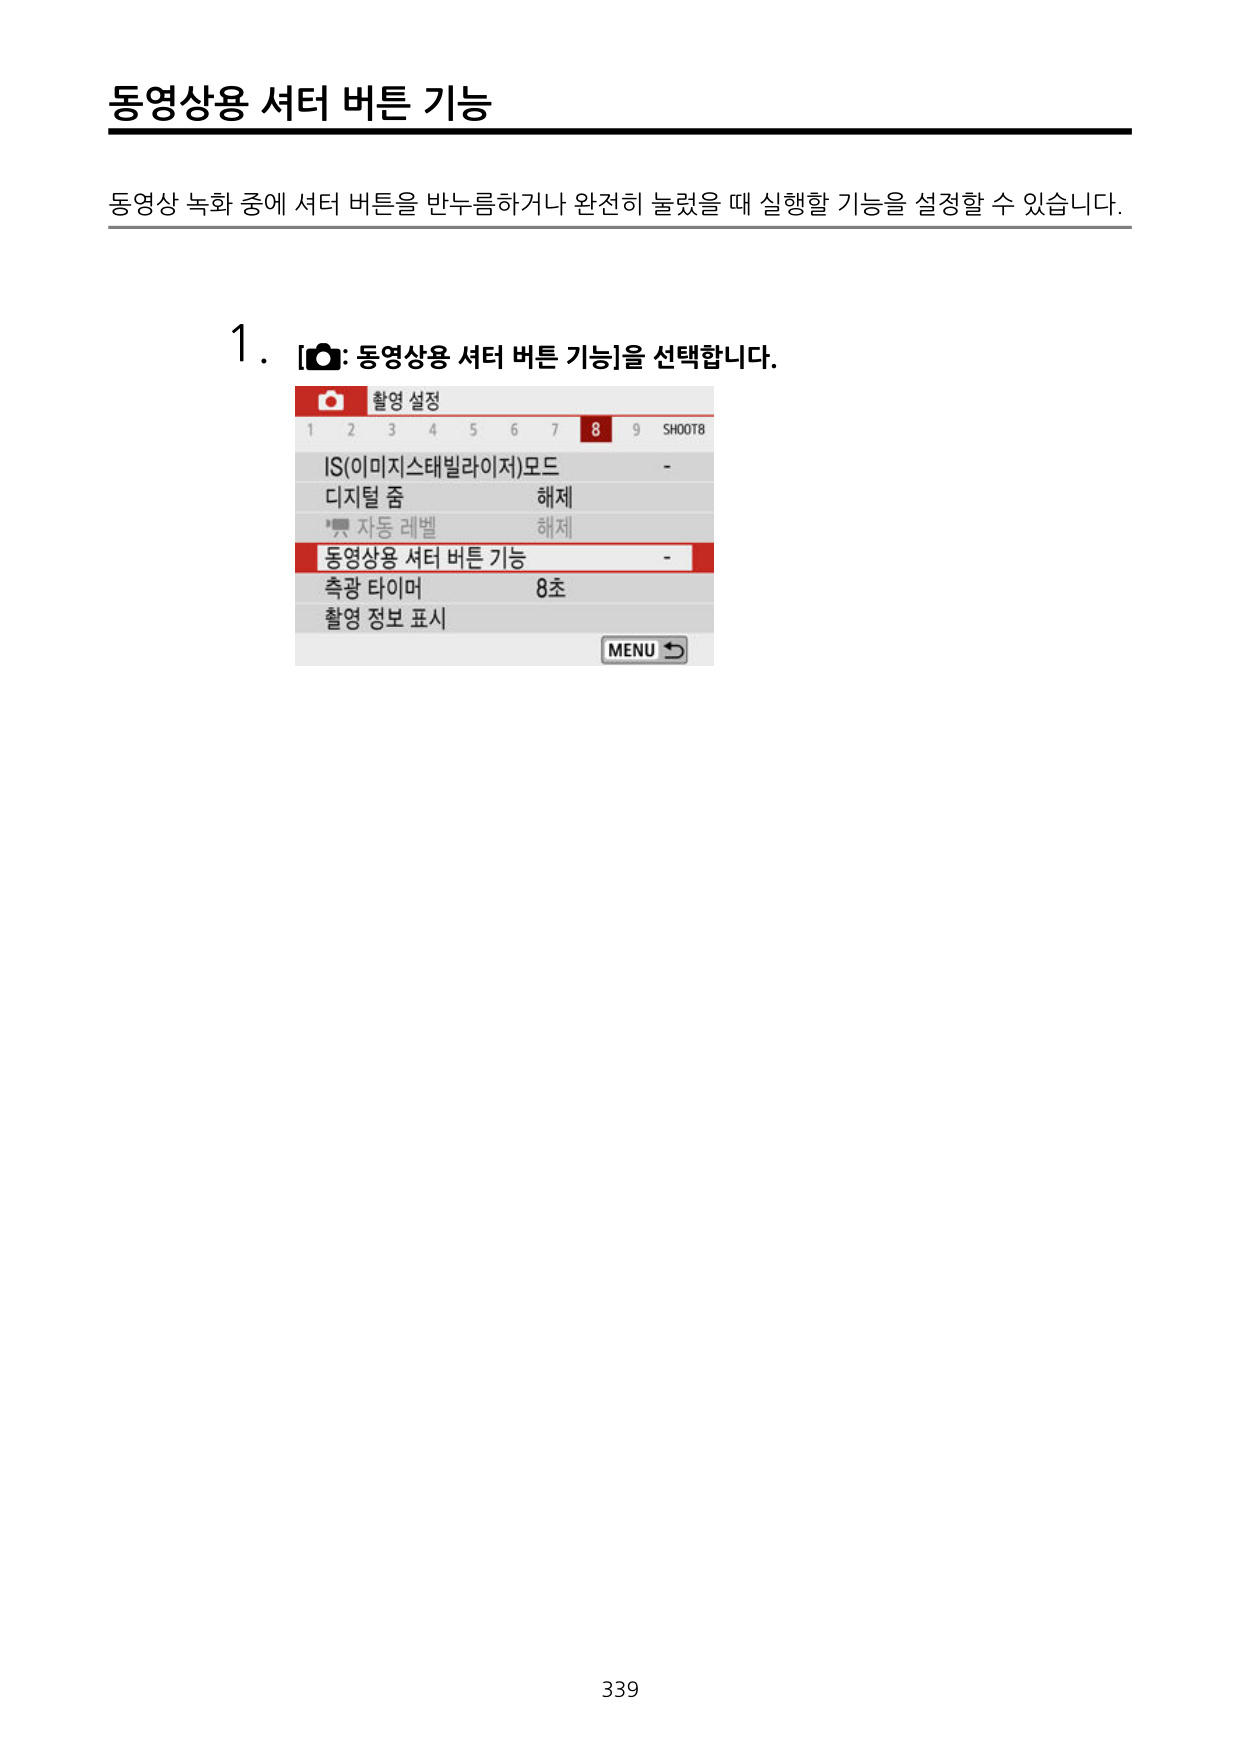 동영상용 셔터 버튼 기능
동영상 녹화 중에 셔터 버튼을 반누름하거나 완전히 눌렀을 때 실행할 기능을 설정할 수 있습니다.
1. [: 동영상용 셔터 버튼 기능]을 선택합니다.
촬영 설정
1 2 3 4 5 6 7 8 9 SHOOT8
IS(이미지스태빌라이저)모드 -
디지털 줌 해제
자동 레벨 해제
동영상용 셔터 버튼 기능 -
측광 타이머 8초
촬영 정보 표시
MENU
339